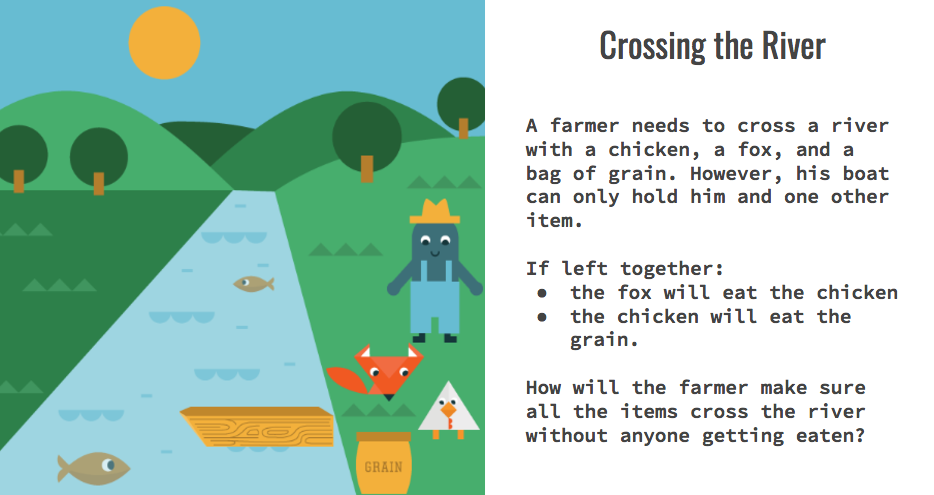 Crossing the River
A farmer needs to cross a river
with a chicken, a fox, and a
bag of grain. However, his boat
can only hold him and one other
item.
If left together:
● the fox will eat the chicken
● the chicken will eat the
grain.
How will the farmer make sure
all the items cross the river
without anyone getting eaten?
GRAIN